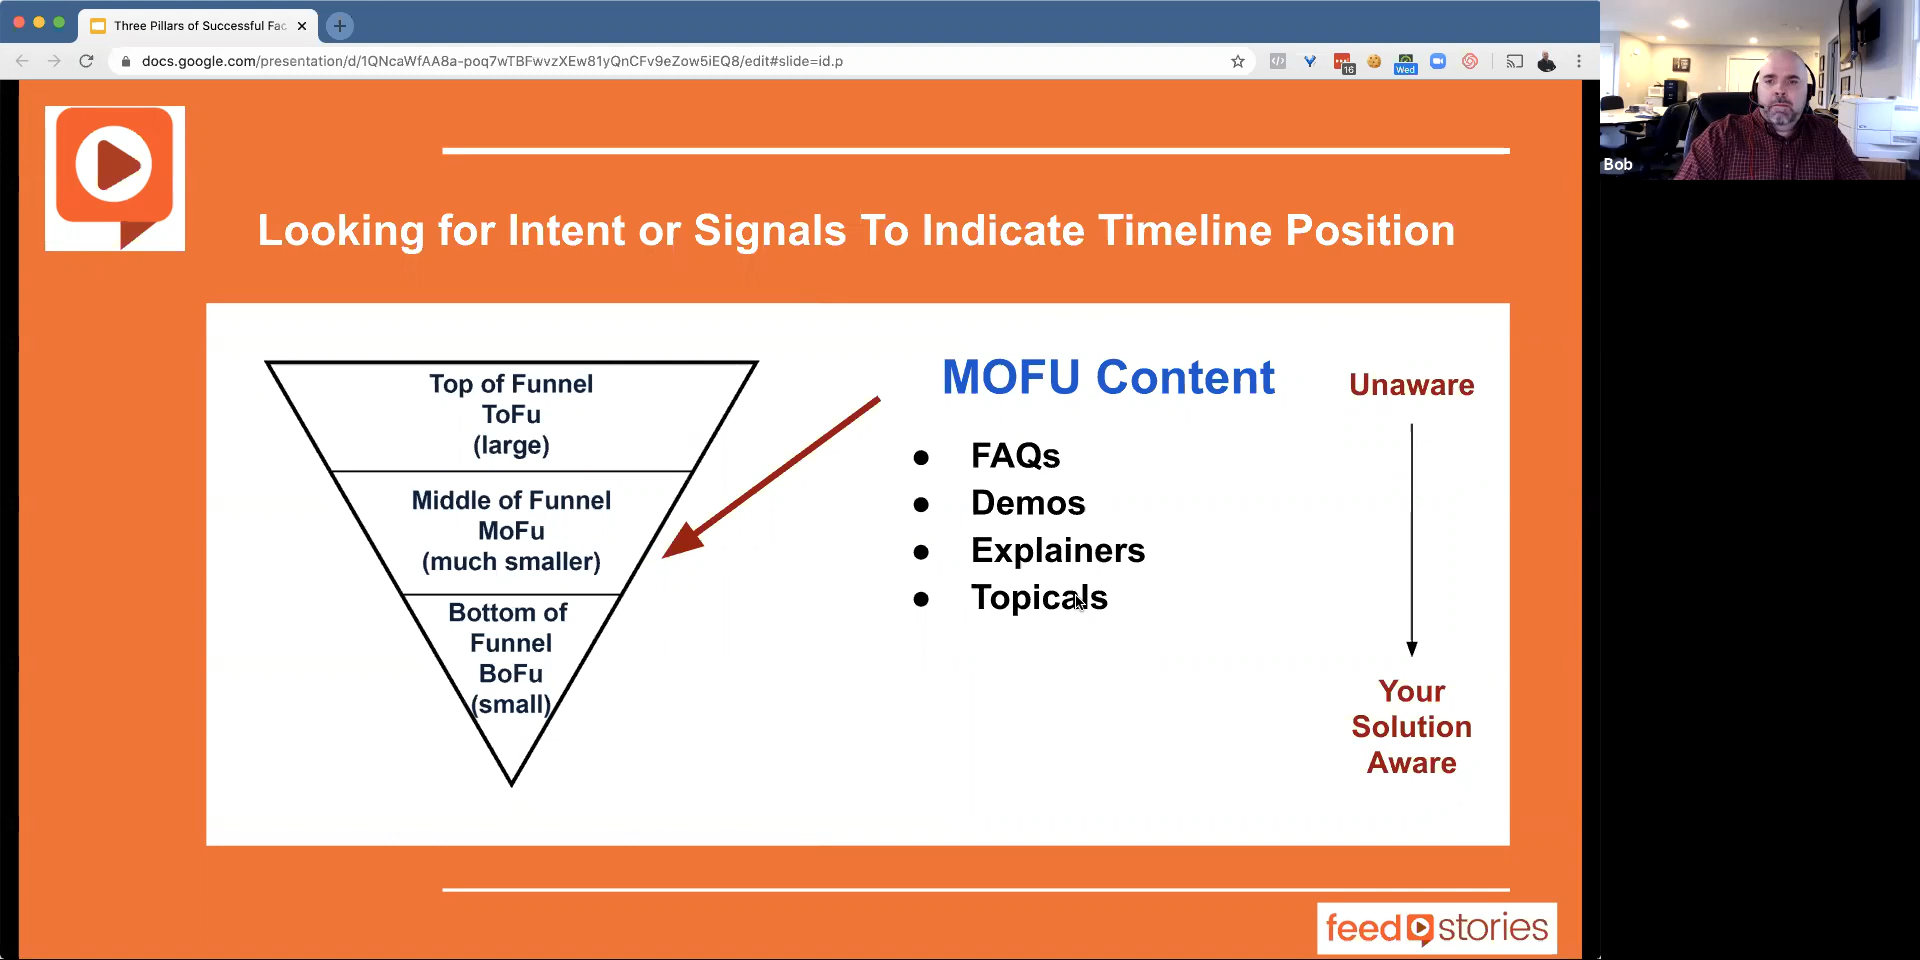 Three Pillars of Successful Fac
docs.google.com/presentation/d/1QNcaWfAA8a-poq7wTBFwvzXEw81yQnCFv9eZow5iEQ8/edit#slide=id.p
16
Wed
Bob
Looking for Intent or Signals To Indicate Timeline Position
Top of Funnel
ToFu
(large)
Middle of Funnel
MoFu
(much smaller)
Bottom of
Funnel
BoFu
(small)
MOFU Content
● FAQs
● Demos
● Explainers
● Topicals
Unaware
Your
Solution
Aware
feed stories